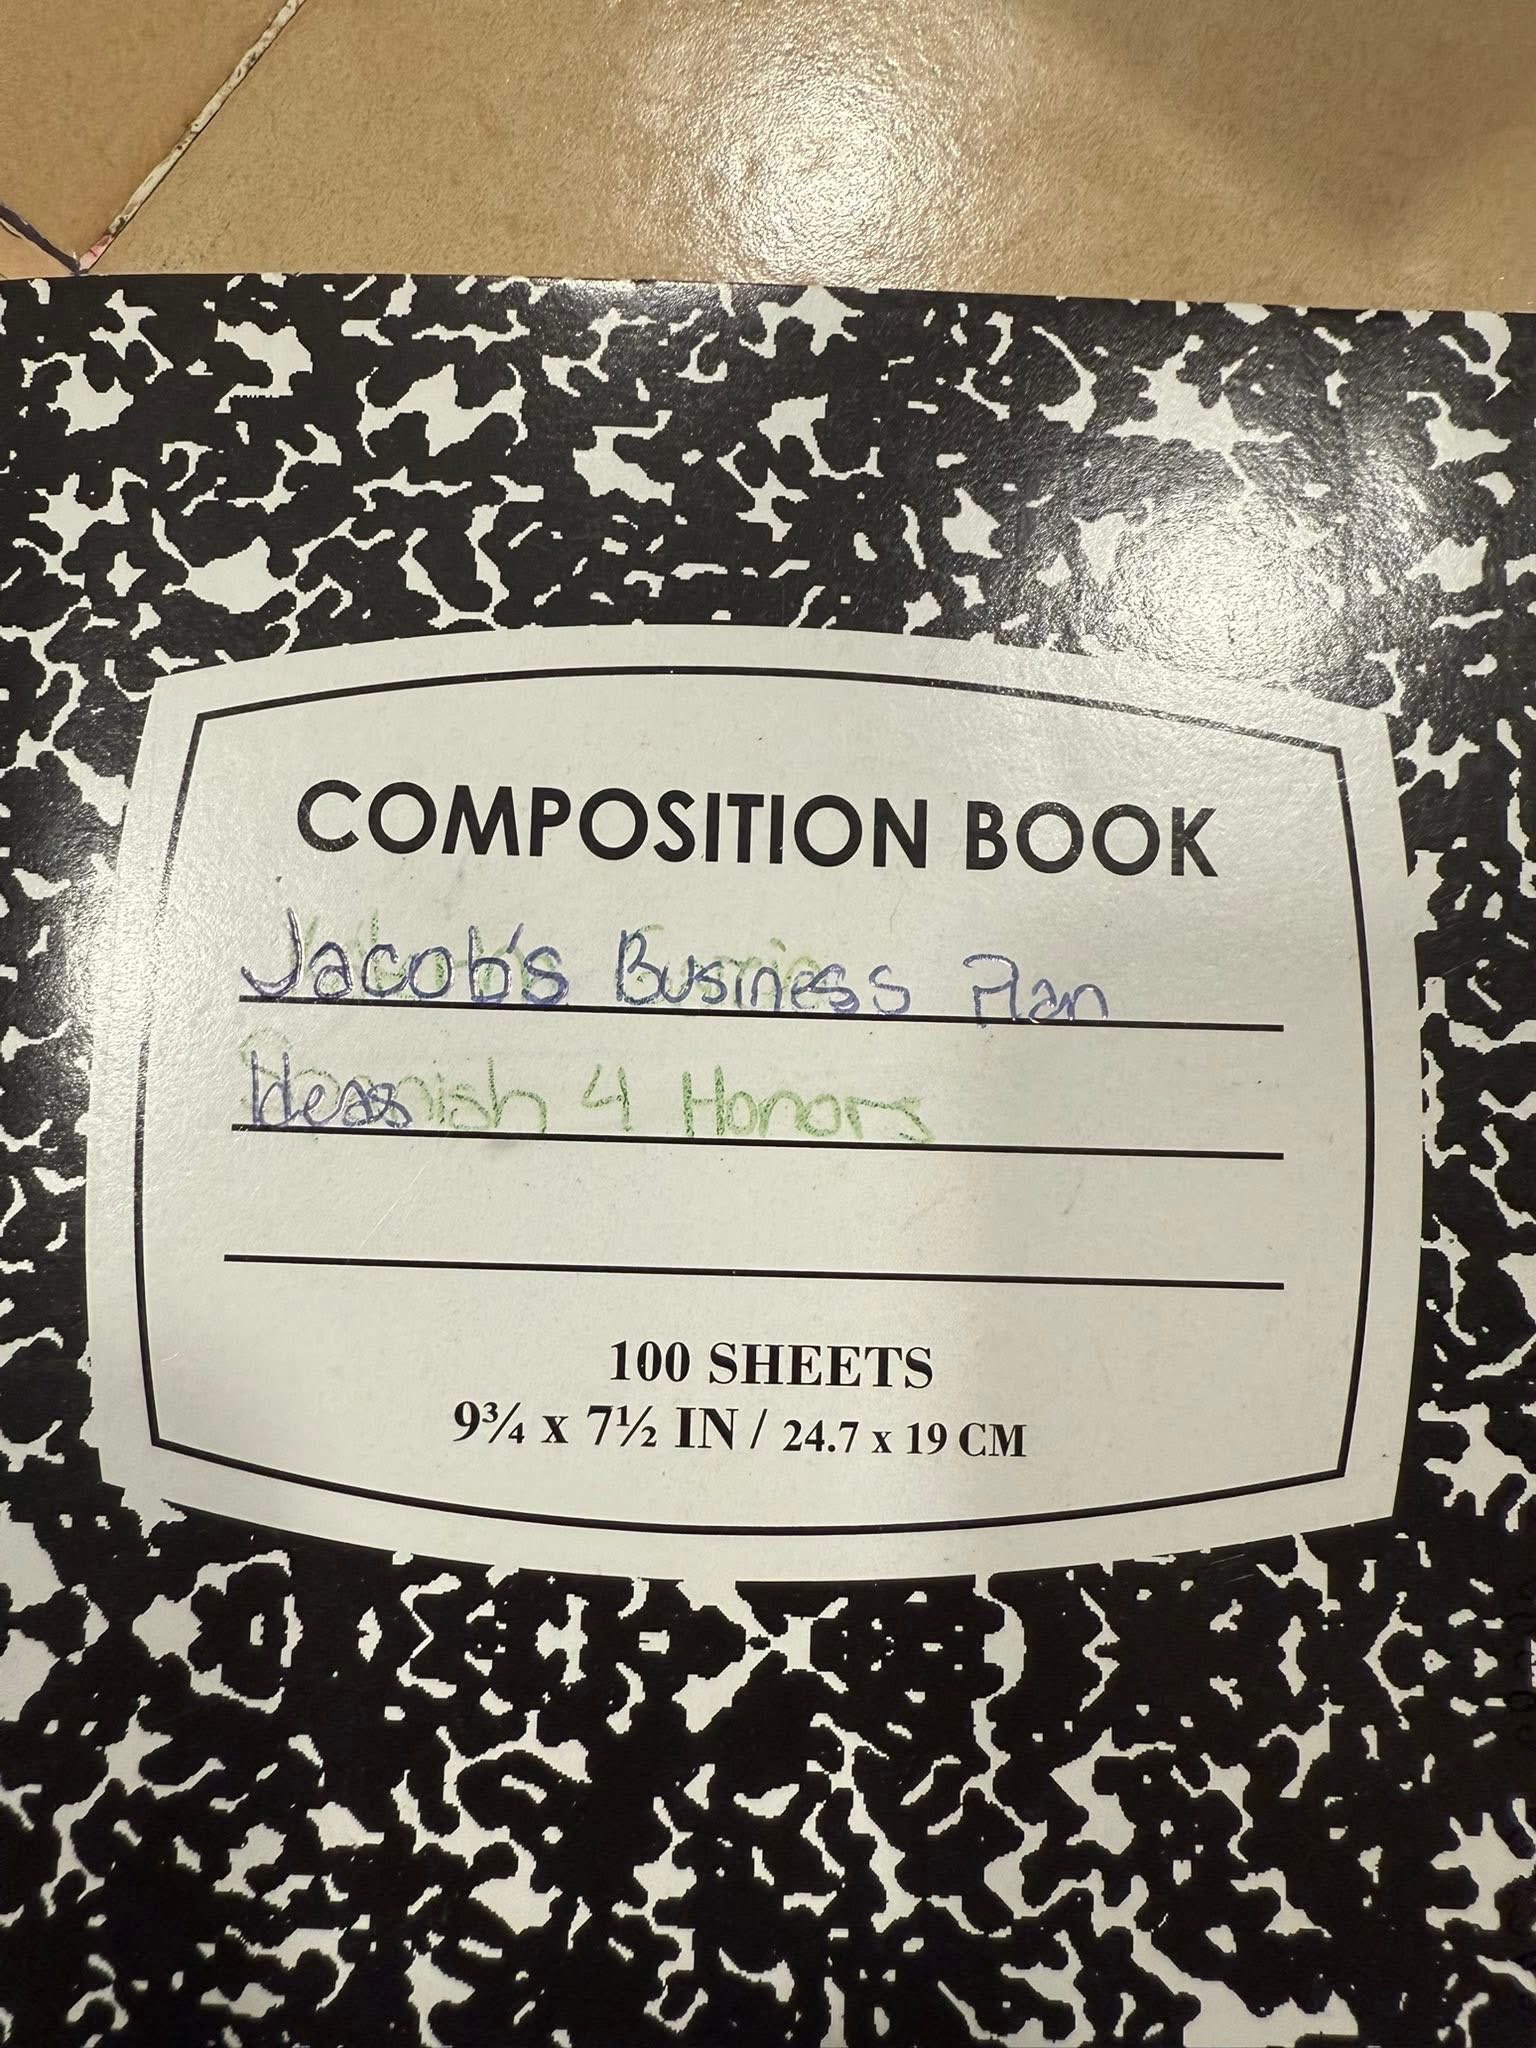 COMPOSITION BOOK
Jacob's Business Plan
Ideas
Spanish 4 Honors
100 SHEETS
9¾ x 7½ IN / 24.7 x 19 CM